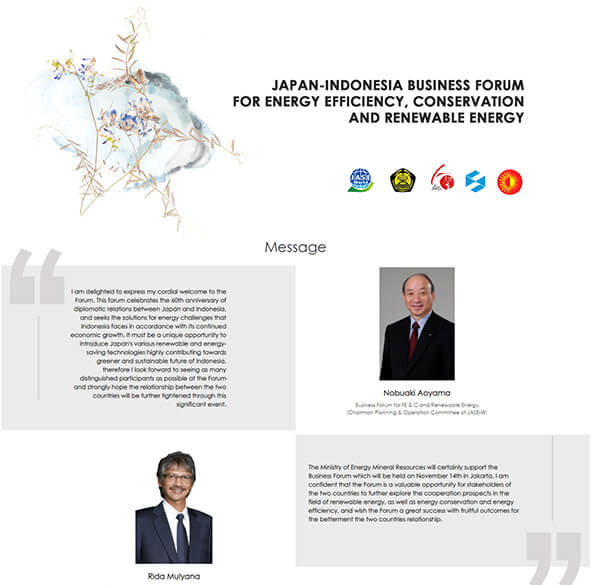 JAPAN-INDONESIA BUSINESS FORUM
FOR ENERGY EFFICIENCY, CONSERVATION
AND RENEWABLE ENERGY
JASE
World
Message
I am delighted to express my cordial welcome to the
Forum. This forum celebrates the 60th anniversary of
diplomatic relations between Japan and Indonesia,
and seeks the solutions for energy challenges that
Indonesia faces in accordance with its continued
economic growth. It must be a unique opportunity to
introduce Japan's various renewable and energy-
saving technologies highly contributing towards
greener and sustainable future of Indonesia,
therefore I look forward to seeing as many
distinguished participants as possible at the Forum
and strongly hope the relationship between the two
countries will be further tightened through this
significant event.
Nobuaki Aoyama
Business Forum for EE & C and Renewable Energy
(Chairman Planning & Operation Committee of JASE-W)
The Ministry of Energy Mineral Resources will certainly support the
Business Forum which will be held on November 14th in Jakarta. I am
confident that the Forum is a valuable opportunity for stakeholders of
the two countries to further explore the cooperation prospects in the
field of renewable energy, as well as energy conservation and energy
efficiency, and wish the Forum a great success with fruitful outcomes for
the betterment the two countries relationship.
Rida Mulyana